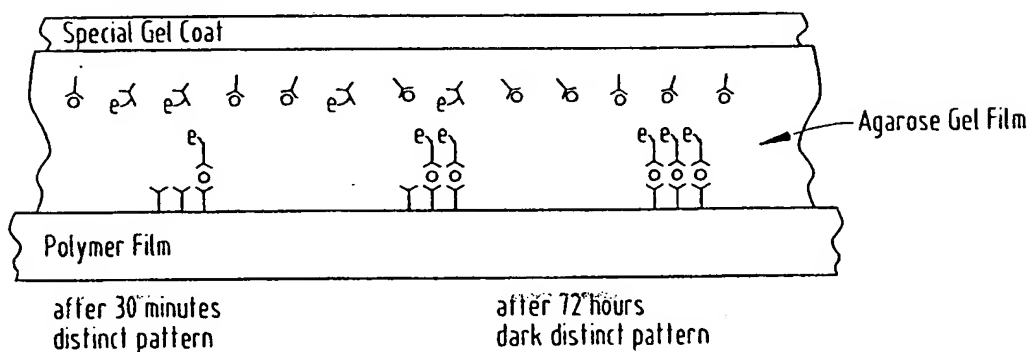 Special Gel Coat
e e e e
e e e e e e
Agarose Gel Film
Polymer Film
after 30 minutes
distinct pattern
after 72 hours
dark distinct pattern